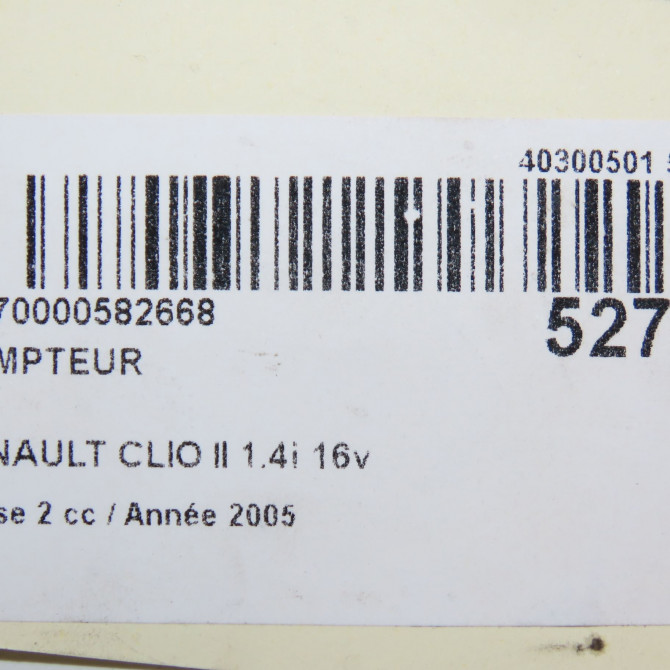 40300501
70000582668
527
MPTEUR
NAULT CLIO II 1.4i 16v
se 2 cc / Année 2005